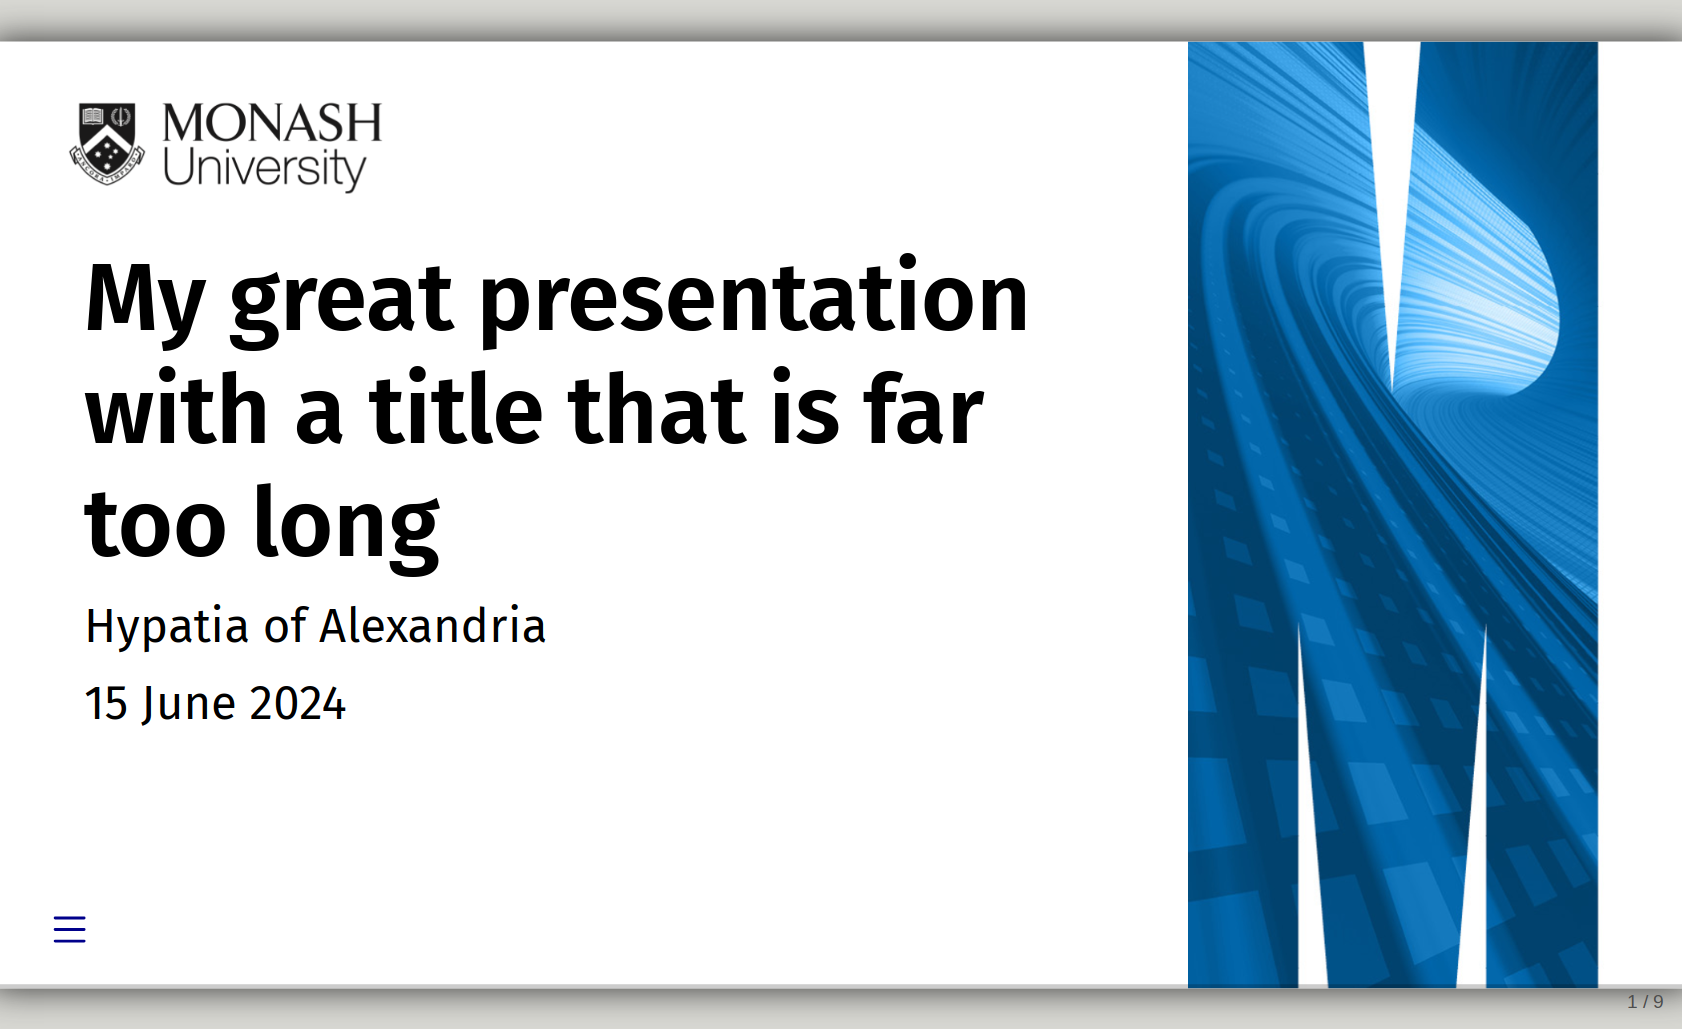 MONASH
University
My great presentation
with a title that is far
too long
Hypatia of Alexandria
15 June 2024
1 / 9